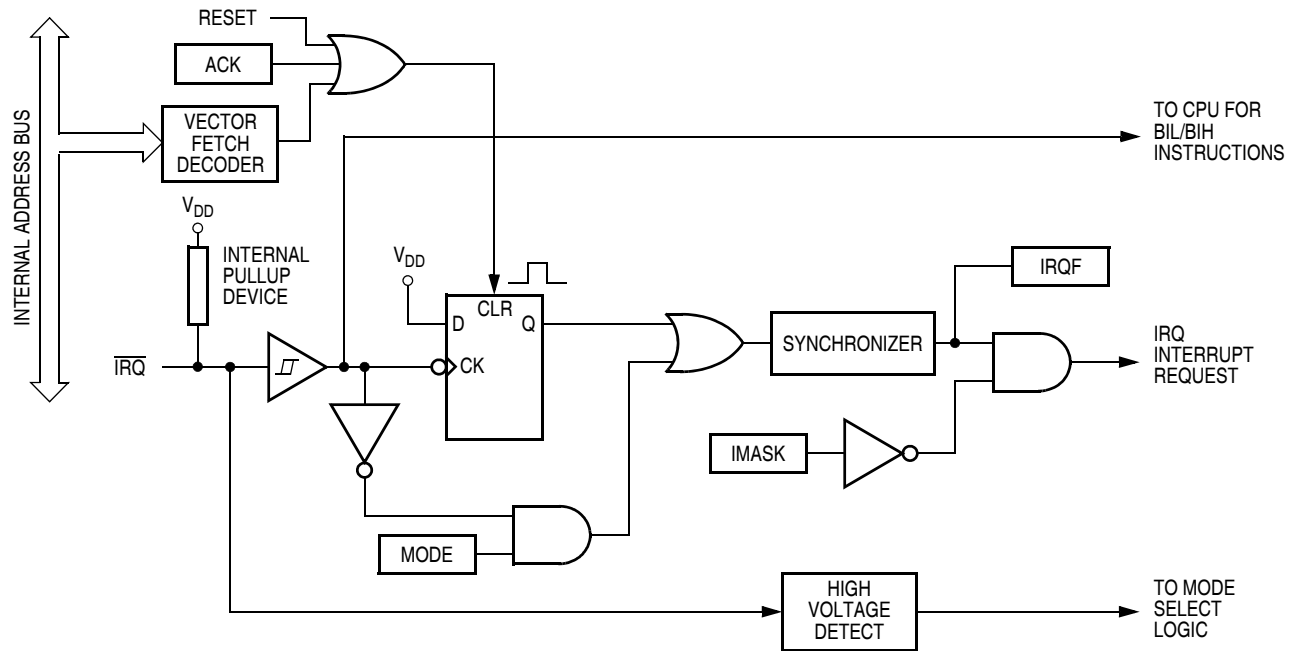 RESET
ACK
INTERNAL ADDRESS BUS
VECTOR
FETCH
DECODER
TO CPU FOR
BIL/BIH
INSTRUCTIONS
VDD
INTERNAL
PULLUP
DEVICE
VDD
CLR
D
Q
CK
IRQ
SYNCHRONIZER
IRQF
IRQ
INTERRUPT
REQUEST
IMASK
MODE
HIGH
VOLTAGE
DETECT
TO MODE
SELECT
LOGIC